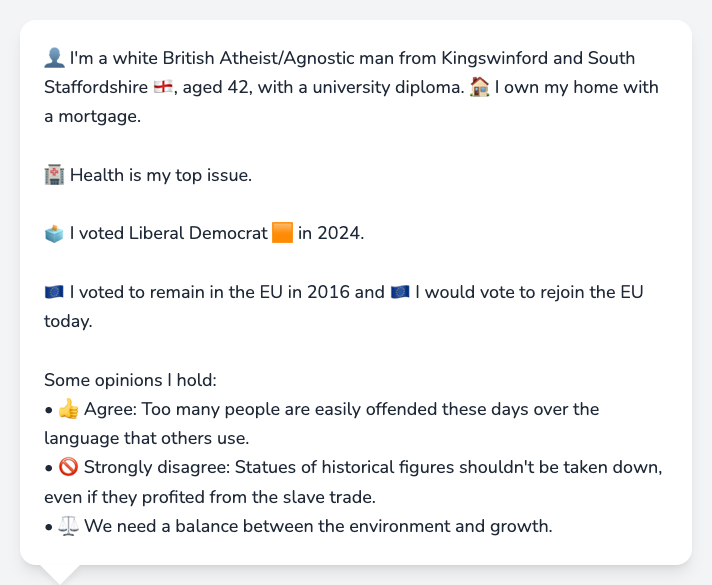 👤 I'm a white British Atheist/Agnostic man from Kingswinford and South
Staffordshire 🏴󠁧󠁢󠁥󠁮󠁧󠁿, aged 42, with a university diploma. 🏠 I own my home with
a mortgage.
🏥 Health is my top issue.
🗳️ I voted Liberal Democrat 🟧 in 2024.
🇪🇺 I voted to remain in the EU in 2016 and 🇪🇺 I would vote to rejoin the EU
today.
Some opinions I hold:
• 👍 Agree: Too many people are easily offended these days over the
language that others use.
• 🚫 Strongly disagree: Statues of historical figures shouldn't be taken down,
even if they profited from the slave trade.
• ⚖️ We need a balance between the environment and growth.